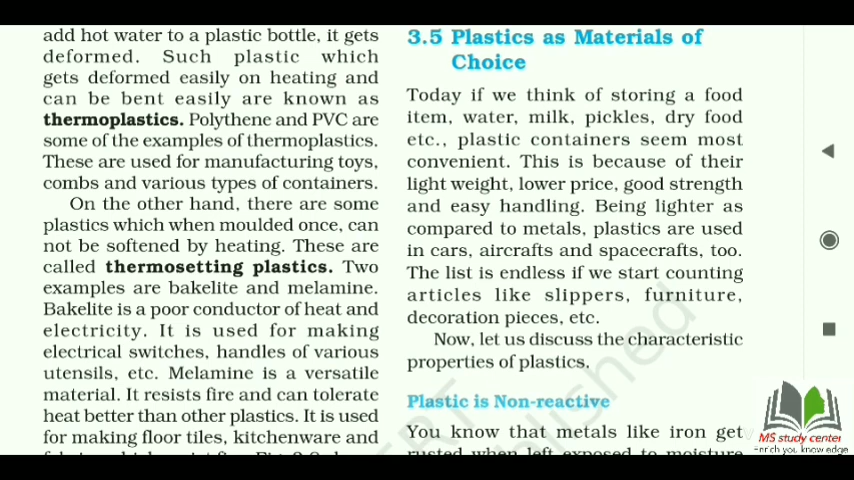 add hot water to a plastic bottle, it gets
deformed. Such plastic which
gets deformed easily on heating and
can be bent easily are known as
thermoplastics. Polythene and PVC are
some of the examples of thermoplastics.
These are used for manufacturing toys,
combs and various types of containers.
On the other hand, there are some
plastics which when moulded once, can
not be softened by heating. These are
called thermosetting plastics. Two
examples are bakelite and melamine.
Bakelite is a poor conductor of heat and
electricity. It is used for making
electrical switches, handles of various
utensils, etc. Melamine is a versatile
material. It resists fire and can tolerate
heat better than other plastics. It is used
for making floor tiles, kitchenware and
3.5 Plastics as Materials of
Choice
Today if we think of storing a food
item, water, milk, pickles, dry food
etc., plastic containers seem most
convenient. This is because of their
light weight, lower price, good strength
and easy handling. Being lighter as
compared to metals, plastics are used
in cars, aircrafts and spacecrafts, too.
The list is endless if we start counting
articles like slippers, furniture,
decoration pieces, etc.
Now, let us discuss the characteristic
properties of plastics.
Plastic is Non-reactive
You know that metals like iron get
rusted when left exposed to moisture
MS study center
Enrich you knowledge